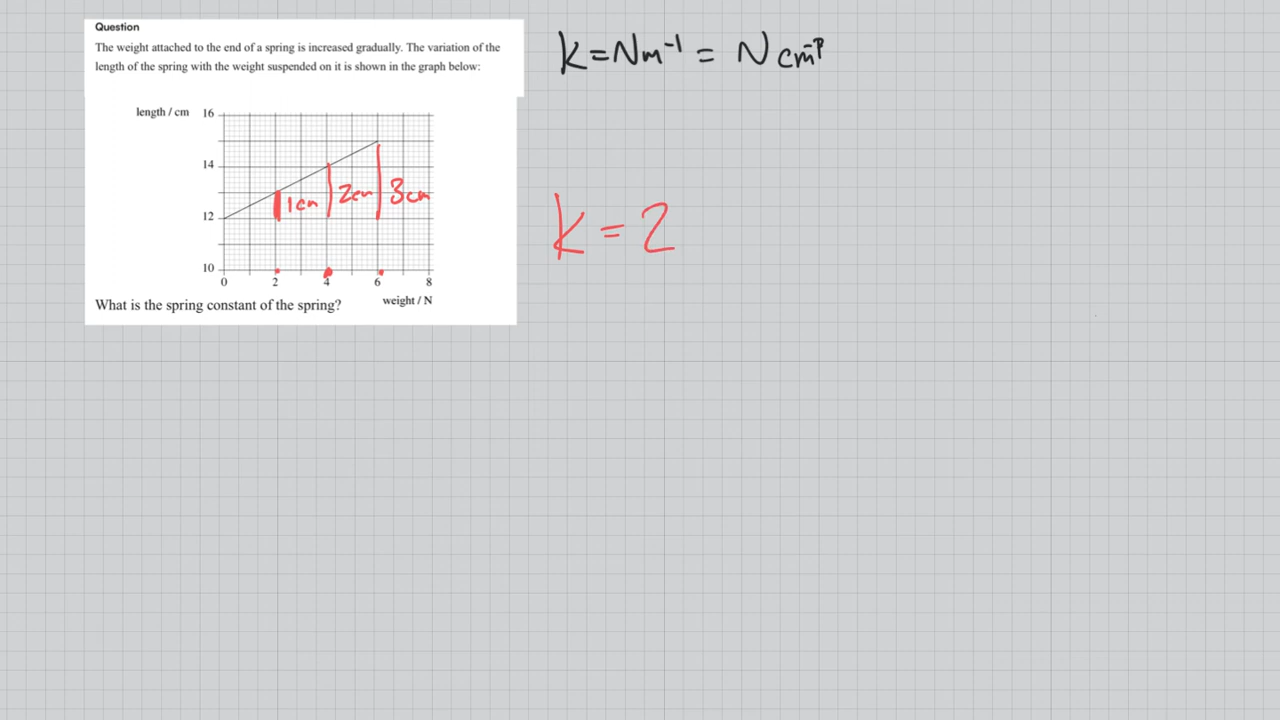 Question
The weight attached to the end of a spring is increased gradually. The variation of the
length of the spring with the weight suspended on it is shown in the graph below:
length / cm
16
14
12
10
0 2 4 6 8
weight / N
1cm 2cm 3cm
What is the spring constant of the spring?
k=Nm⁻¹ = Ncm⁻¹
k = 2